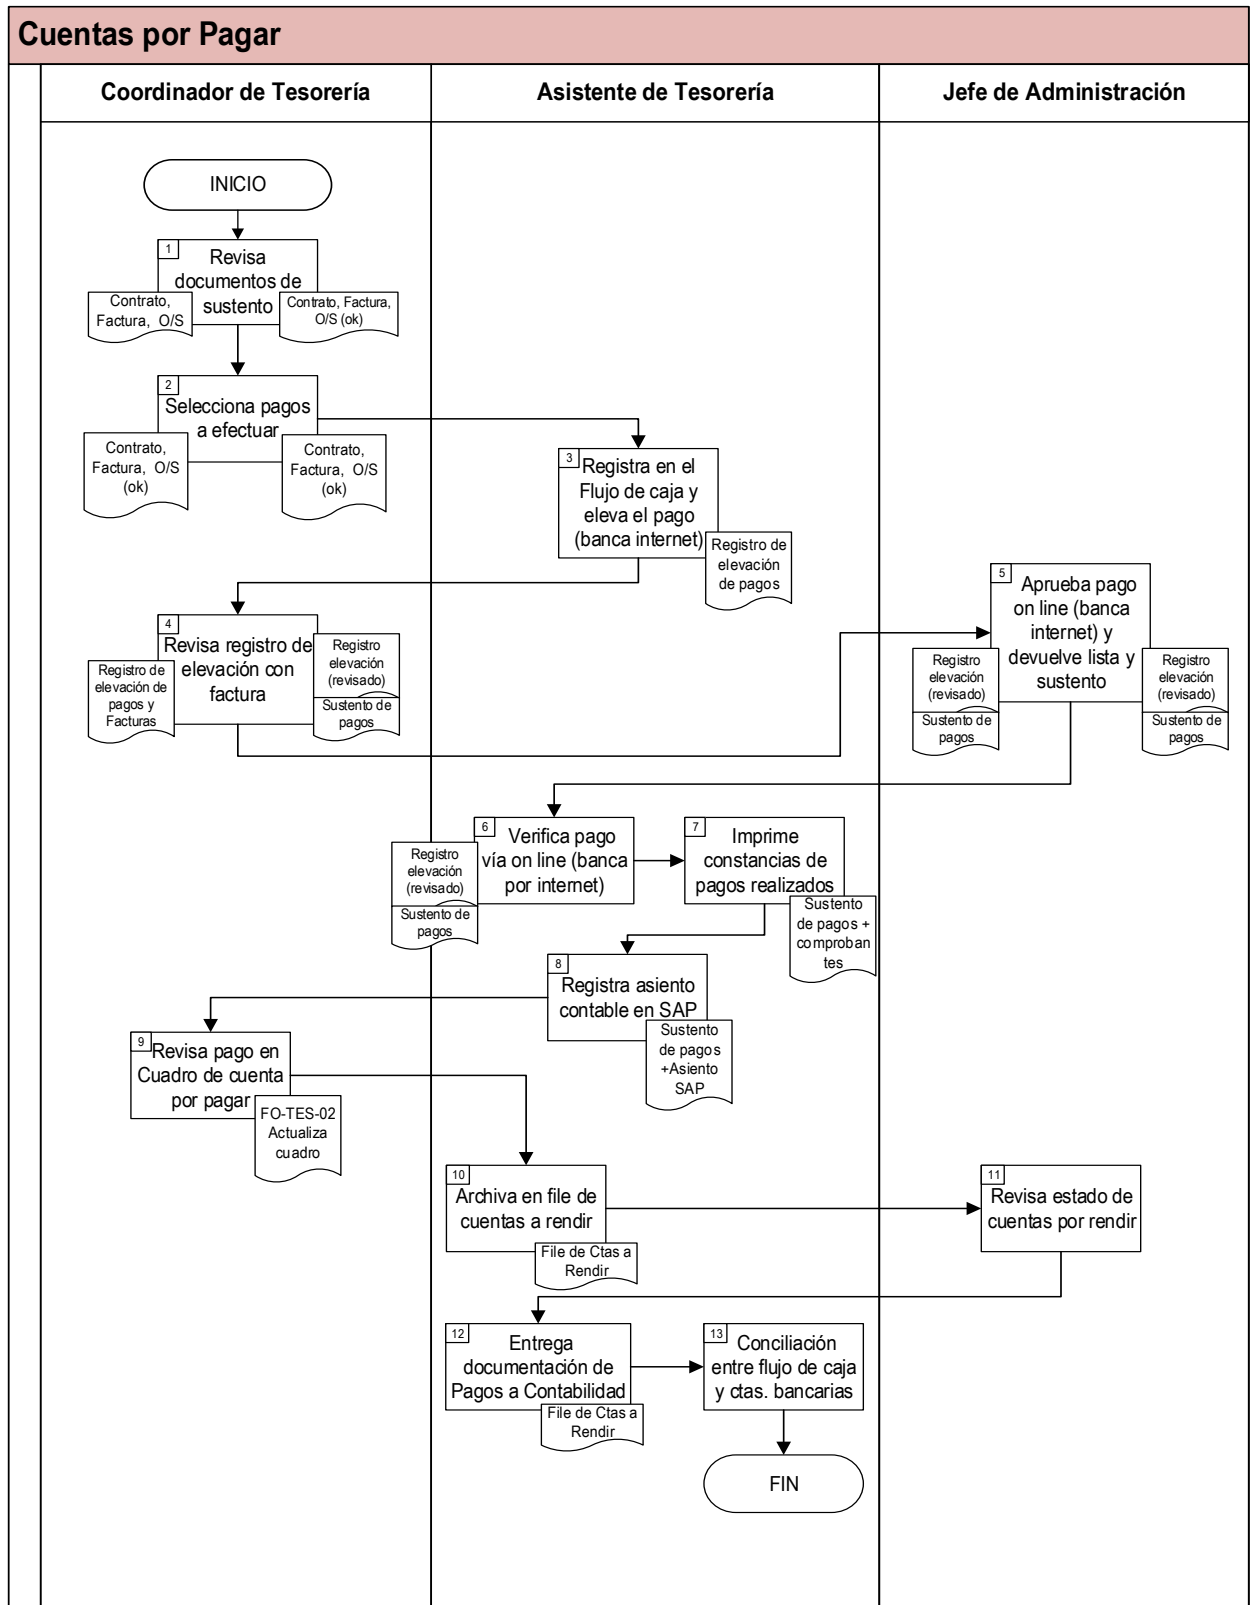 Cuentas por Pagar
Coordinador de Tesorería
Asistente de Tesorería
Jefe de Administración
INICIO
1
Revisa
documentos de
sustento
Contrato,
Factura, O/S
Contrato, Factura,
O/S (ok)
2
Selecciona pagos
a efectuar
Contrato,
Factura, O/S
(ok)
Contrato,
Factura, O/S
(ok)
3
Registra en el
Flujo de caja y
eleva el pago
(banca internet)
Registro de
elevación
de pagos
4
Revisa registro de
elevación con
factura
Registro de
elevación de
pagos y
Facturas
Registro
elevación
(revisado)
Sustento de
pagos
5
Aprueba pago
on line (banca
internet) y
devuelve lista y
sustento
Registro
elevación
(revisado)
Sustento de
pagos
Registro
elevación
(revisado)
Sustento de
pagos
6
Verifica pago
vía on line (banca
por internet)
Registro
elevación
(revisado)
Sustento de
pagos
7
Imprime
constancias de
pagos realizados
Sustento
de pagos +
comproban
tes
8
Registra asiento
contable en SAP
Sustento
de pagos
+Asiento
SAP
9
Revisa pago en
Cuadro de cuenta
por pagar
FO-TES-02
Actualiza
cuadro
10
Archiva en file de
cuentas a rendir
File de Ctas a
Rendir
11
Revisa estado de
cuentas por rendir
12
Entrega
documentación de
Pagos a Contabilidad
File de Ctas a
Rendir
13
Conciliación
entre flujo de caja
y ctas. bancarias
FIN